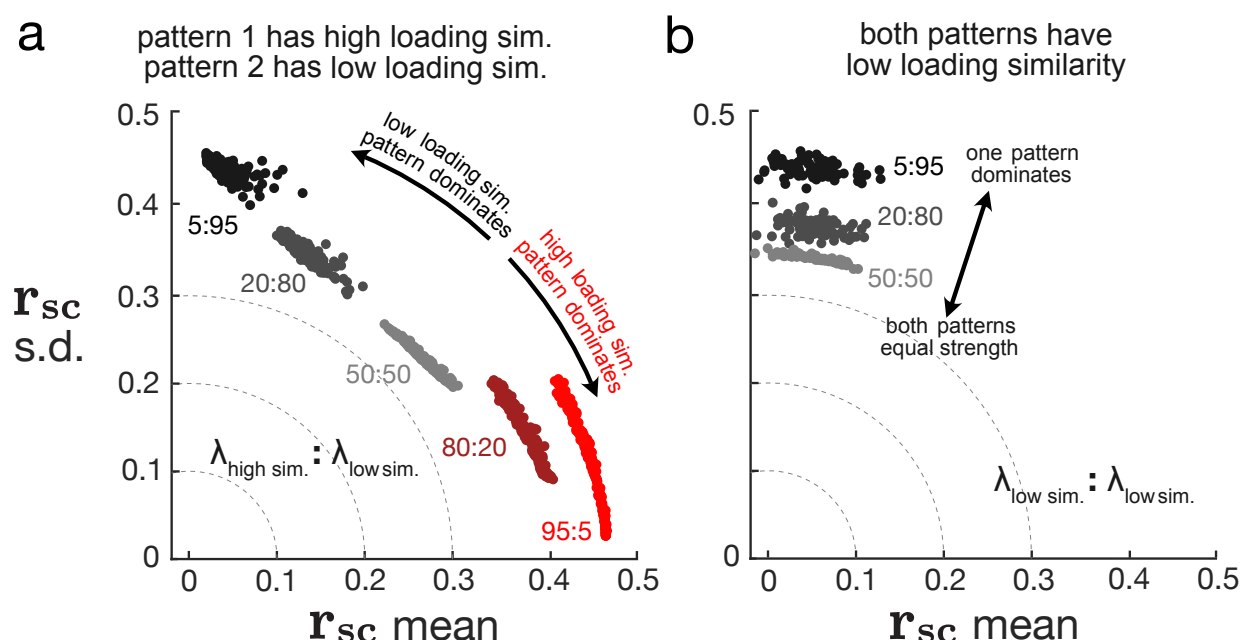 a
pattern 1 has high loading sim.
pattern 2 has low loading sim.
0.5
0.4
0.3
0.2
0.1
0
rsc
s.d.
5:95
20:80
50:50
80:20
95:5
low loading sim.
pattern dominates
high loading sim.
pattern dominates
λhigh sim. : λlow sim.
0
0.1
0.2
0.3
0.4
0.5
rsc mean
b
both patterns have
low loading similarity
0.5
0
5:95
20:80
50:50
one pattern
dominates
both patterns
equal strength
λlow sim. : λlow sim.
0
0.1
0.2
0.3
0.4
0.5
rsc mean